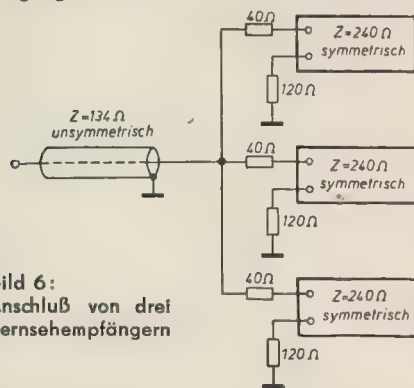 40Ω
Z=240Ω
symmetrisch
120Ω
Z=134Ω
unsymmetrisch
40Ω
Z=240Ω
symmetrisch
120Ω
40Ω
Z=240Ω
symmetrisch
120Ω
ild 6:
nschluß von drei
ernsehempfängern